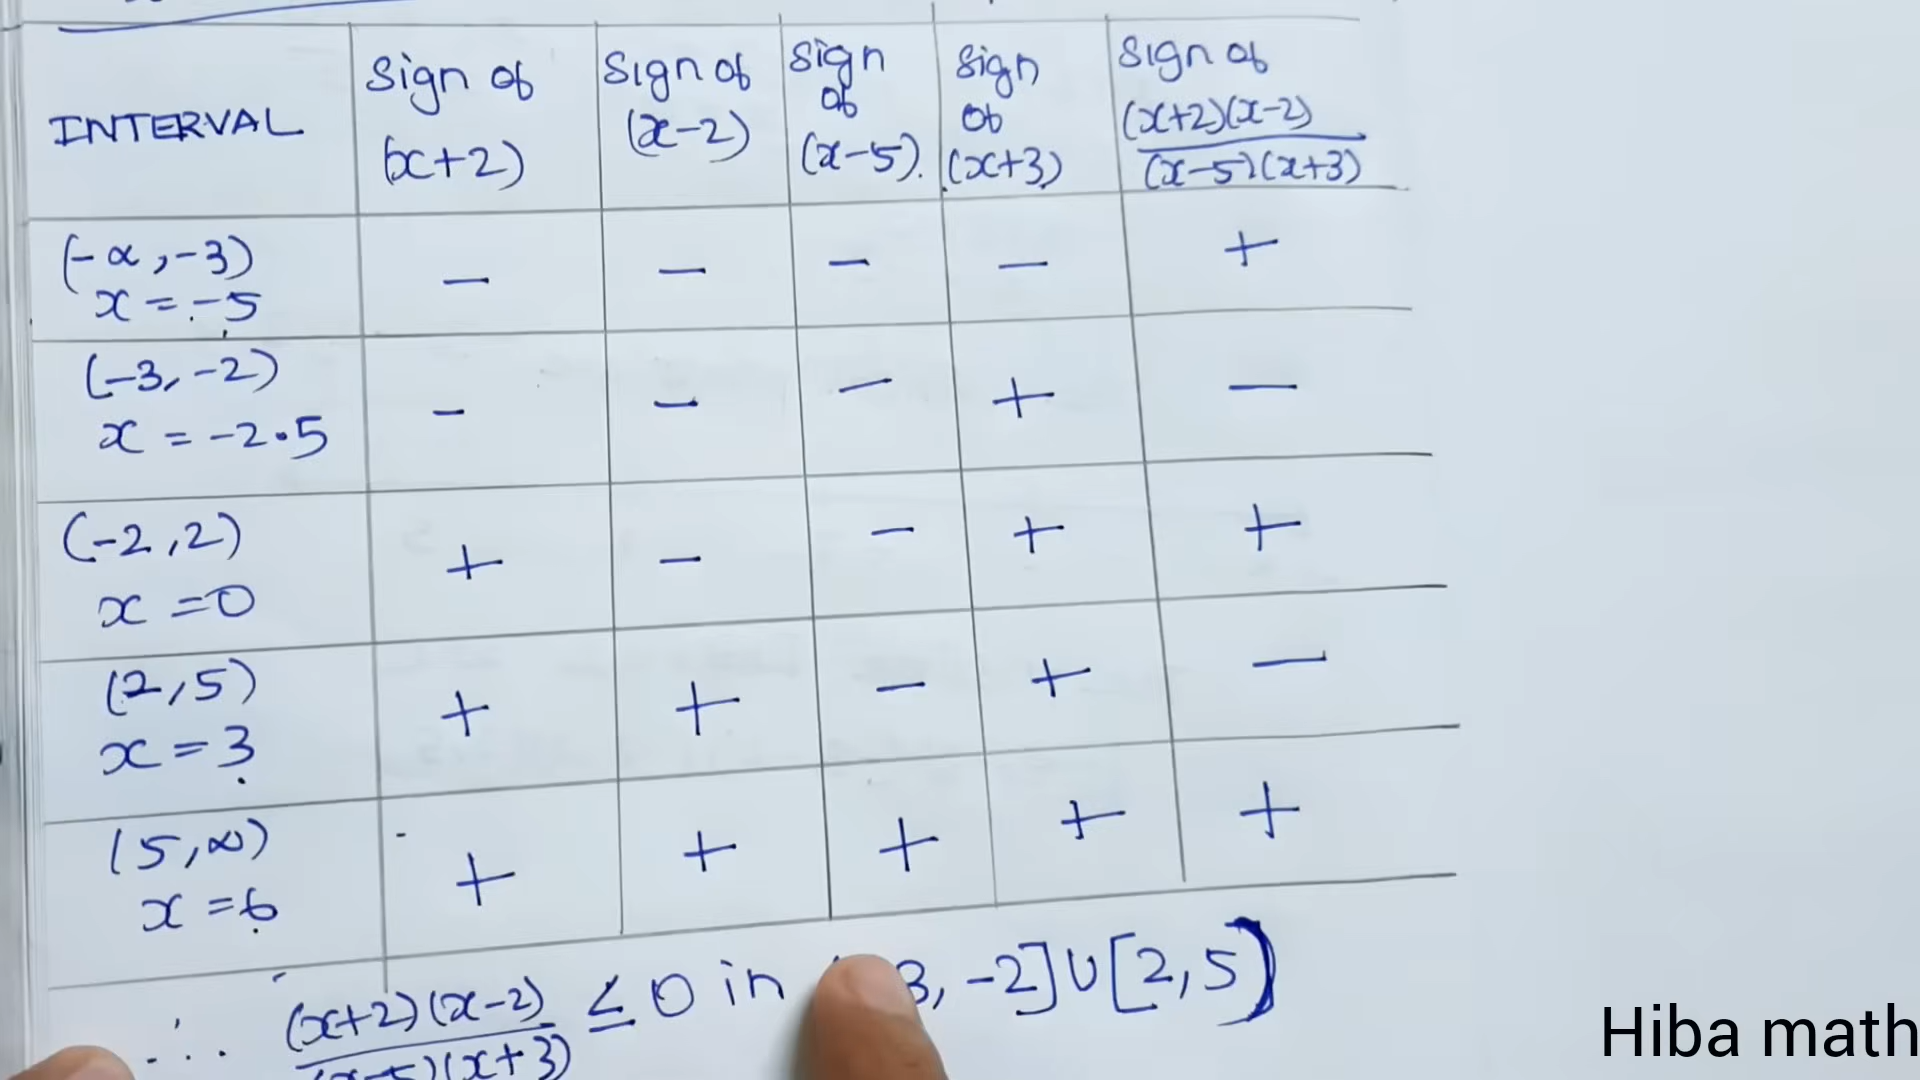 INTERVAL
Sign of
(x+2)
Sign of
(x-2)
Sign
of
(x-5).
Sign
of
(x+3)
Sign of
(x+2)(x-2)
(x-5)(x+3)
(-α,-3)
x = -5
-
-
-
-
+
(-3,-2)
x = -2.5
-
-
-
+
-
(-2,2)
x = 0
+
-
-
+
+
(2,5)
x = 3
+
+
-
+
-
(5,∞)
x = 6
+
+
+
+
+
∴ (x+2)(x-2) ≤ 0 in 3,-2]∪[2,5)
(x-5)(x+3)
Hiba math